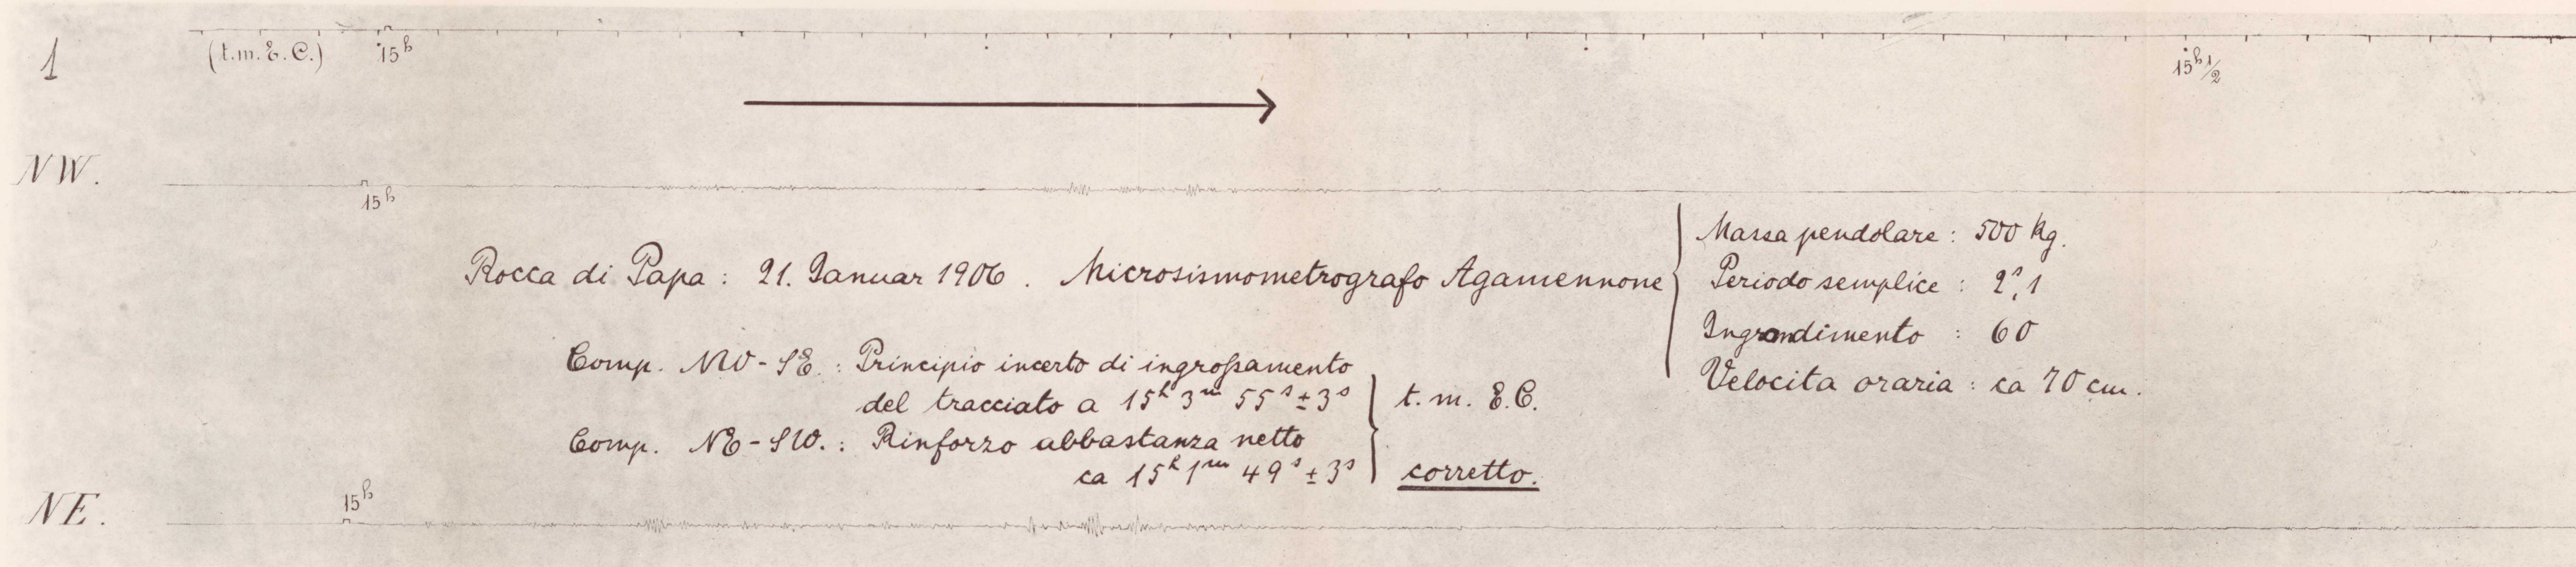 1
(t.m.E.C.) 15h 15h 1/2
NW.
15h
Rocca di Papa : 21. Januar 1906 . Microsismometrografo Agamennone
Massa pendolare : 500 kg.
Periodo semplice : 2s,1
Ingrandimento : 60
Velocita oraria : ca 70 cm.
Comp. NW-SE. : Principio incerto di ingroſsamento
del tracciato a 15h 3m 55s ± 3s
Comp. NE-SW. : Rinforzo abbastanza netto
ca 15h 1m 49s ± 3s
t. m. E.C.
corretto.
NE.
15h